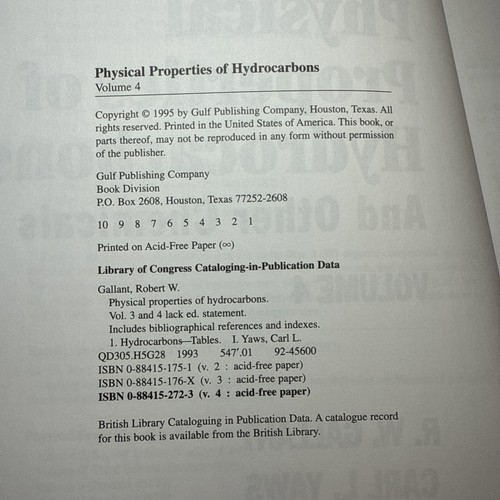 Physical Properties of Hydrocarbons
Volume 4
Copyright © 1995 by Gulf Publishing Company, Houston, Texas. All
rights reserved. Printed in the United States of America. This book, or
parts thereof, may not be reproduced in any form without permission
of the publisher.
Gulf Publishing Company
Book Division
P.O. Box 2608, Houston, Texas 77252-2608
10 9 8 7 6 5 4 3 2 1
Printed on Acid-Free Paper (∞)
Library of Congress Cataloging-in-Publication Data
Gallant, Robert W.
Physical properties of hydrocarbons.
Vol. 3 and 4 lack ed. statement.
Includes bibliographical references and indexes.
1. Hydrocarbons—Tables. I. Yaws, Carl L.
QD305.H5G28 1993 547'.01 92-45600
ISBN 0-88415-175-1 (v. 2 : acid-free paper)
ISBN 0-88415-176-X (v. 3 : acid-free paper)
ISBN 0-88415-272-3 (v. 4 : acid-free paper)
British Library Cataloguing in Publication Data. A catalogue record
for this book is available from the British Library.